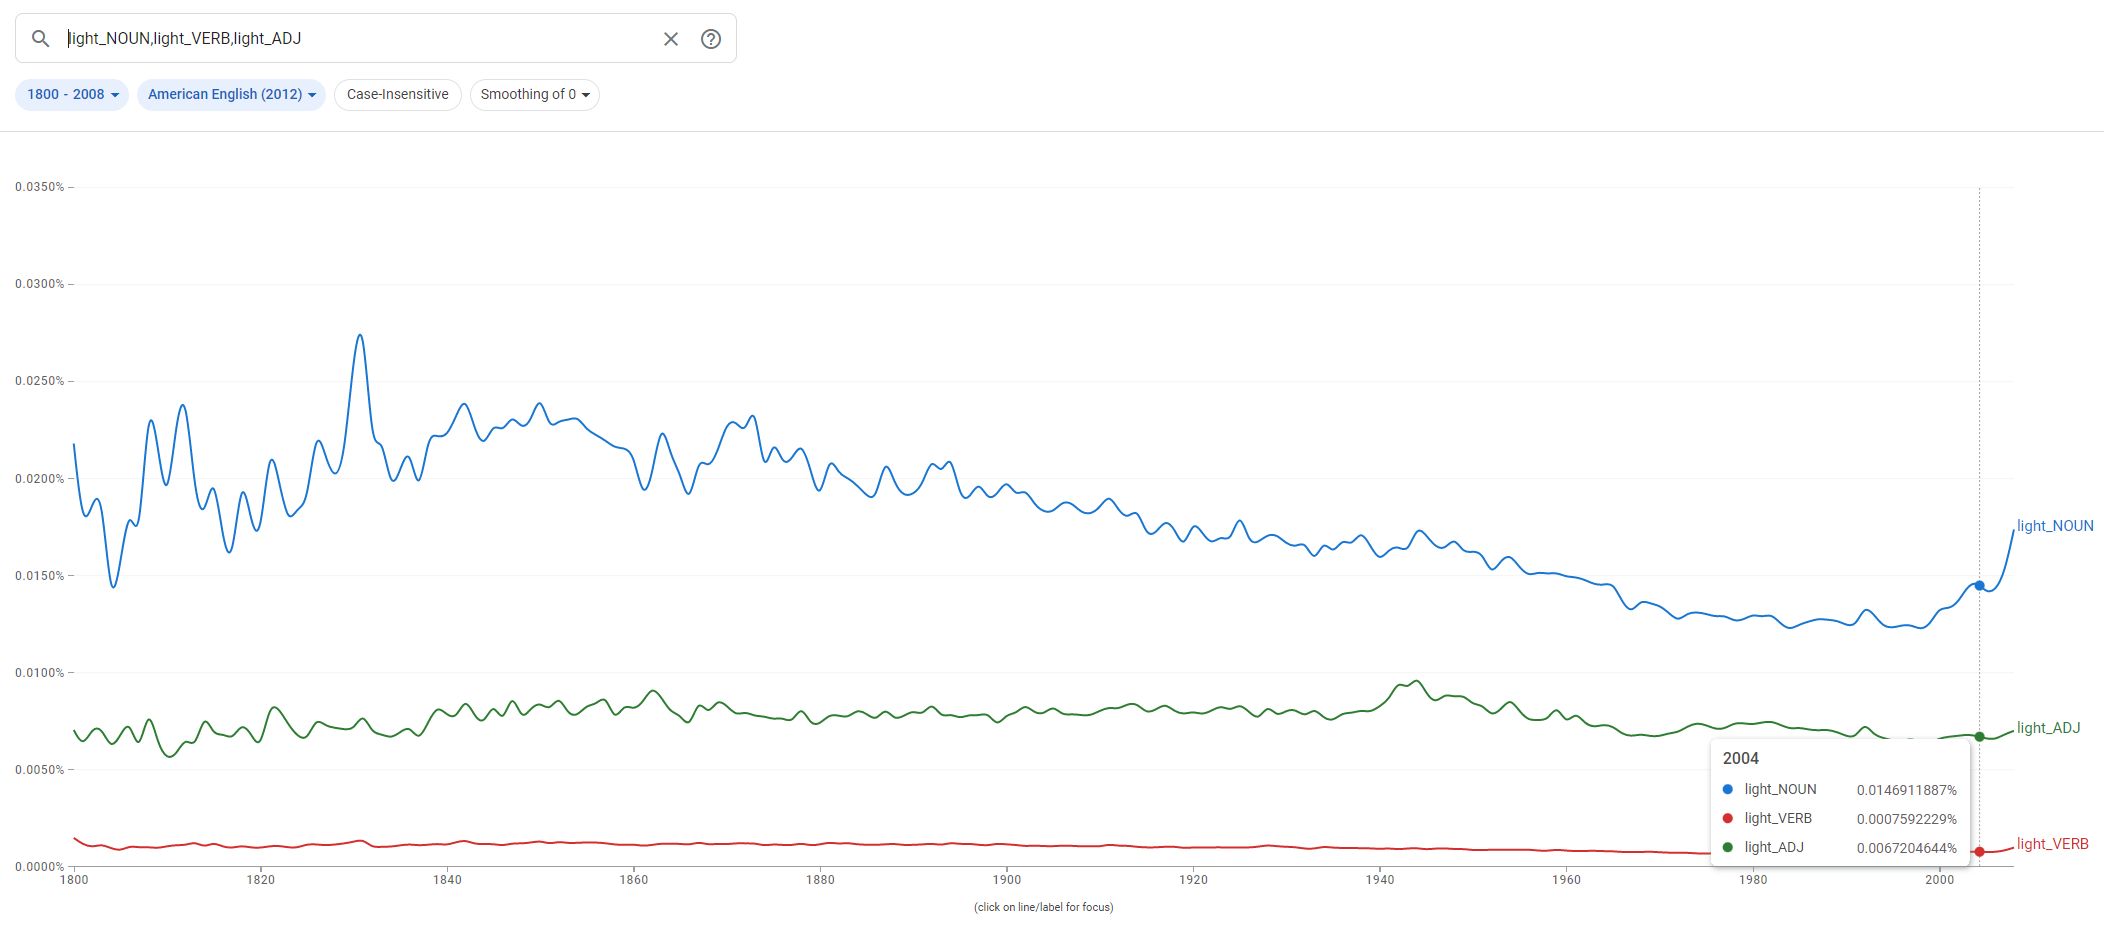 light_NOUN,light_VERB,light_ADJ
1800 - 2008 American English (2012) Case-Insensitive Smoothing of 0
0.0350%
0.0300%
0.0250%
0.0200%
0.0150%
0.0100%
0.0050%
0.0000%
light_NOUN
light_ADJ
light_VERB
2004
light_NOUN 0.0146911887%
light_VERB 0.0007592229%
light_ADJ 0.0067204644%
1800 1820 1840 1860 1880 1900 1920 1940 1960 1980 2000
(click on line/label for focus)